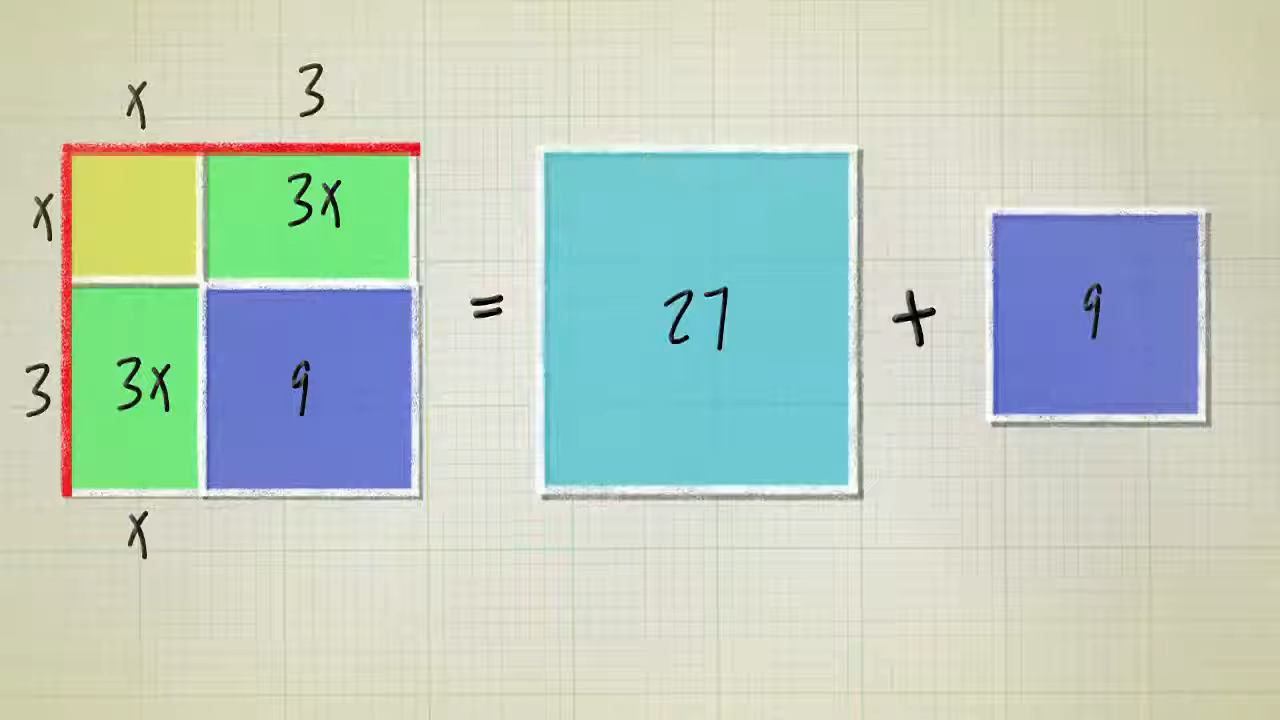 x 3
x 3x
= 27 + 9
3 3x 9
x